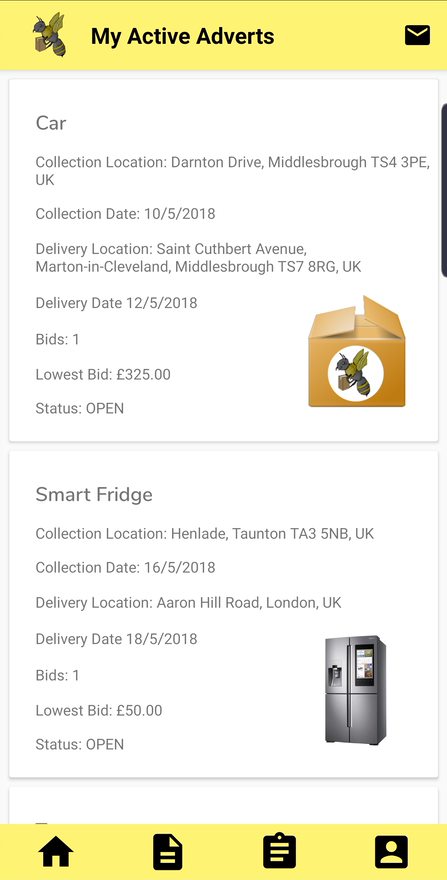 My Active Adverts
Car
Collection Location: Darnton Drive, Middlesbrough TS4 3PE,
UK
Collection Date: 10/5/2018
Delivery Location: Saint Cuthbert Avenue,
Marton-in-Cleveland, Middlesbrough TS7 8RG, UK
Delivery Date 12/5/2018
Bids: 1
Lowest Bid: £325.00
Status: OPEN
Smart Fridge
Collection Location: Henlade, Taunton TA3 5NB, UK
Collection Date: 16/5/2018
Delivery Location: Aaron Hill Road, London, UK
Delivery Date 18/5/2018
Bids: 1
Lowest Bid: £50.00
Status: OPEN